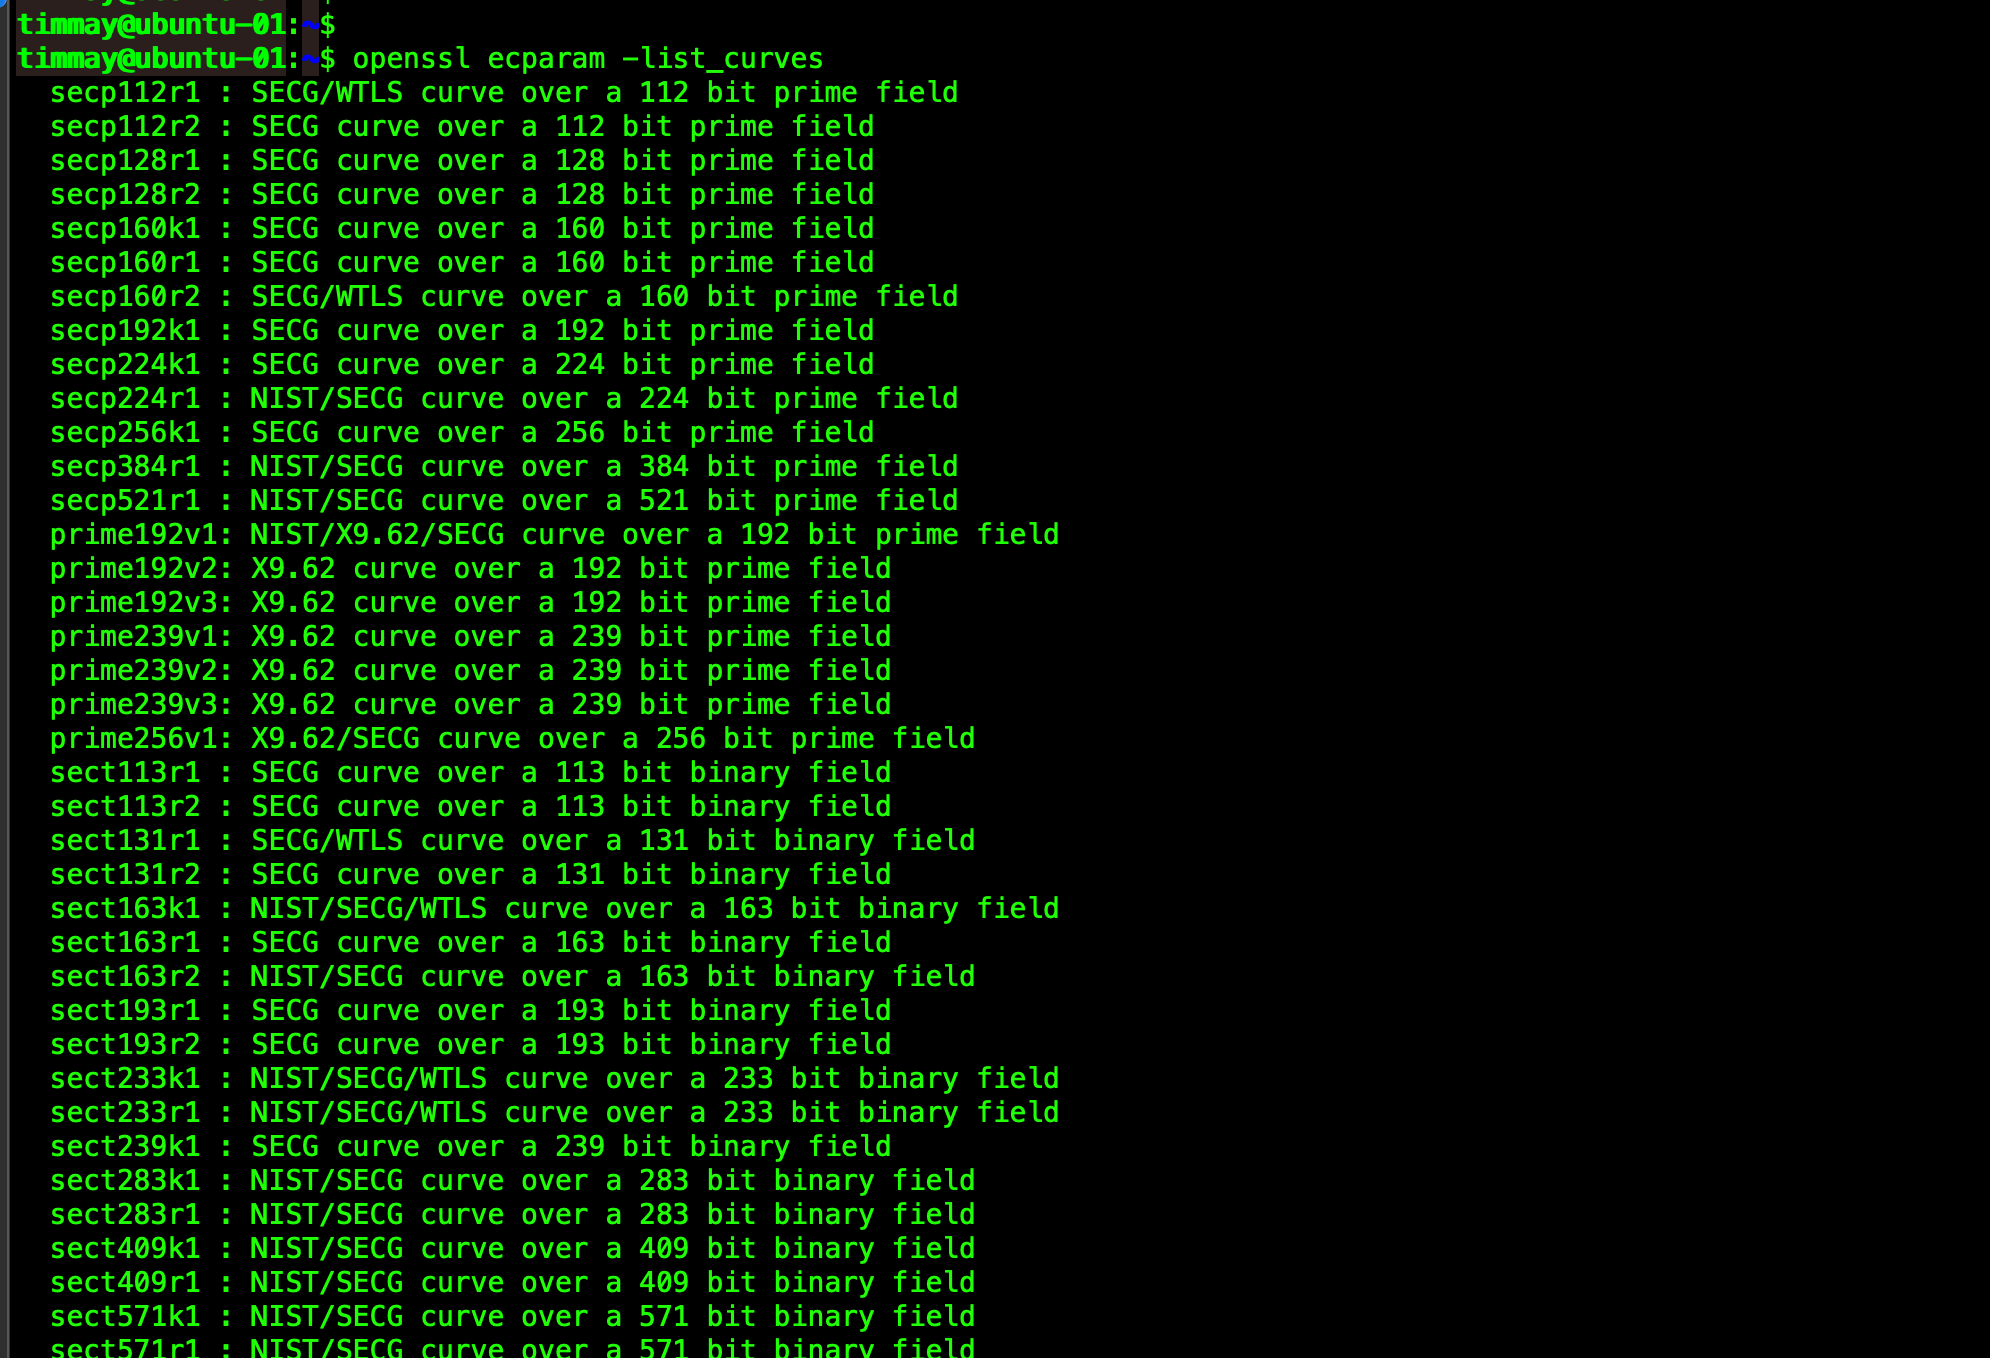 timmay@ubuntu-01:~$
timmay@ubuntu-01:~$ openssl ecparam -list_curves
  secp112r1 : SECG/WTLS curve over a 112 bit prime field
  secp112r2 : SECG curve over a 112 bit prime field
  secp128r1 : SECG curve over a 128 bit prime field
  secp128r2 : SECG curve over a 128 bit prime field
  secp160k1 : SECG curve over a 160 bit prime field
  secp160r1 : SECG curve over a 160 bit prime field
  secp160r2 : SECG/WTLS curve over a 160 bit prime field
  secp192k1 : SECG curve over a 192 bit prime field
  secp224k1 : SECG curve over a 224 bit prime field
  secp224r1 : NIST/SECG curve over a 224 bit prime field
  secp256k1 : SECG curve over a 256 bit prime field
  secp384r1 : NIST/SECG curve over a 384 bit prime field
  secp521r1 : NIST/SECG curve over a 521 bit prime field
  prime192v1: NIST/X9.62/SECG curve over a 192 bit prime field
  prime192v2: X9.62 curve over a 192 bit prime field
  prime192v3: X9.62 curve over a 192 bit prime field
  prime239v1: X9.62 curve over a 239 bit prime field
  prime239v2: X9.62 curve over a 239 bit prime field
  prime239v3: X9.62 curve over a 239 bit prime field
  prime256v1: X9.62/SECG curve over a 256 bit prime field
  sect113r1 : SECG curve over a 113 bit binary field
  sect113r2 : SECG curve over a 113 bit binary field
  sect131r1 : SECG/WTLS curve over a 131 bit binary field
  sect131r2 : SECG curve over a 131 bit binary field
  sect163k1 : NIST/SECG/WTLS curve over a 163 bit binary field
  sect163r1 : SECG curve over a 163 bit binary field
  sect163r2 : NIST/SECG curve over a 163 bit binary field
  sect193r1 : SECG curve over a 193 bit binary field
  sect193r2 : SECG curve over a 193 bit binary field
  sect233k1 : NIST/SECG/WTLS curve over a 233 bit binary field
  sect233r1 : NIST/SECG/WTLS curve over a 233 bit binary field
  sect239k1 : SECG curve over a 239 bit binary field
  sect283k1 : NIST/SECG curve over a 283 bit binary field
  sect283r1 : NIST/SECG curve over a 283 bit binary field
  sect409k1 : NIST/SECG curve over a 409 bit binary field
  sect409r1 : NIST/SECG curve over a 409 bit binary field
  sect571k1 : NIST/SECG curve over a 571 bit binary field
  sect571r1 : NIST/SECG curve over a 571 bit binary field